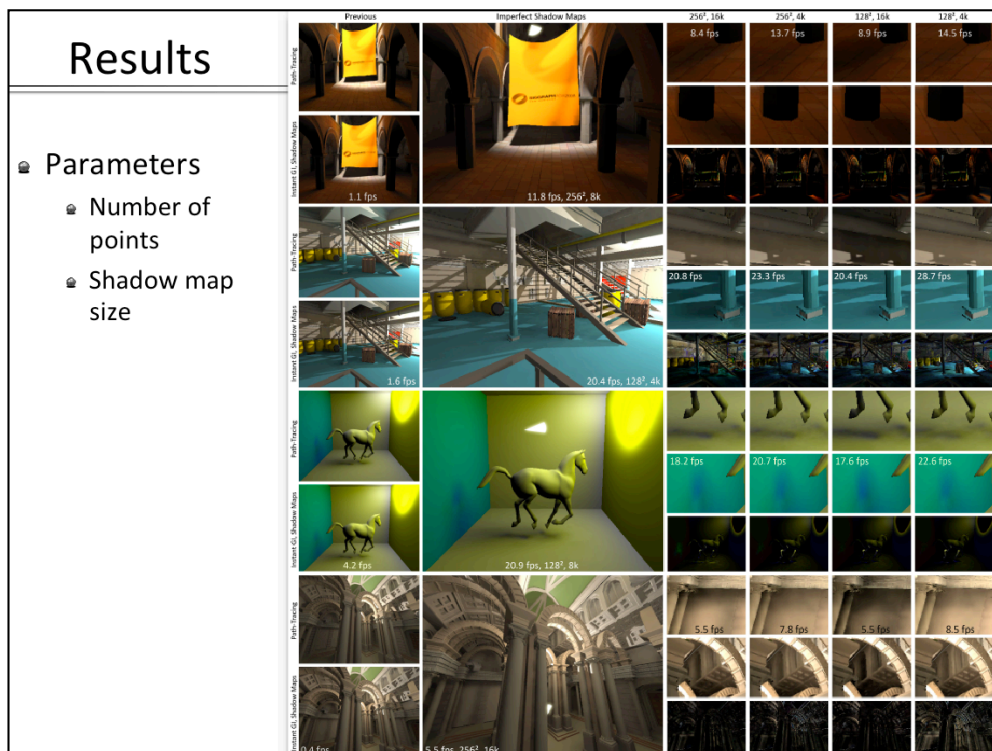 Results
Parameters
Number of
points
Shadow map
size
Previous
Imperfect Shadow Maps
256², 16k
256², 4k
128², 16k
128², 4k
Path-Tracing
Instant GI, Shadow Maps
1.1 fps
11.8 fps, 256², 8k
8.4 fps
13.7 fps
8.9 fps
14.5 fps
Path-Tracing
Instant GI, Shadow Maps
1.6 fps
20.4 fps, 128², 4k
20.8 fps
23.3 fps
20.4 fps
28.7 fps
Path-Tracing
Instant GI, Shadow Maps
4.2 fps
20.9 fps, 128², 8k
18.2 fps
20.7 fps
17.6 fps
22.6 fps
Path-Tracing
Instant GI, Shadow Maps
0.4 fps
5.5 fps, 256², 16k
5.5 fps
7.8 fps
5.5 fps
8.5 fps